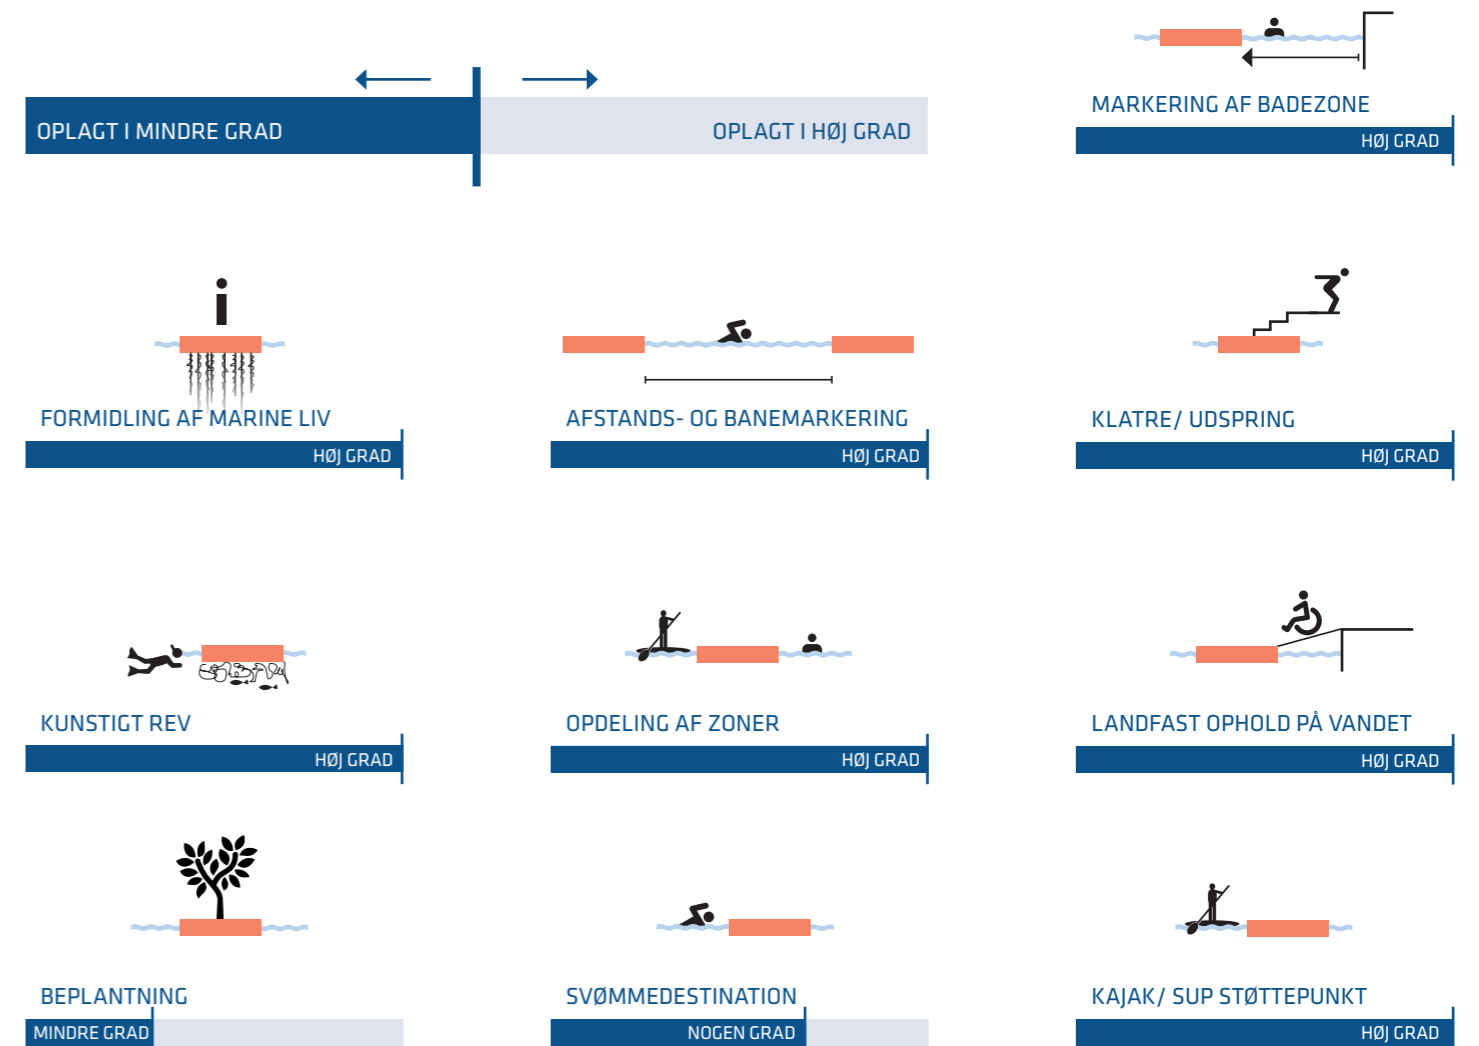 OPLAGT I MINDRE GRAD
OPLAGT I HØJ GRAD
MARKERING AF BADEZONE
HØJ GRAD
FORMIDLING AF MARINE LIV
HØJ GRAD
AFSTANDS- OG BANEMARKERING
HØJ GRAD
KLATRE/ UDSPRING
HØJ GRAD
KUNSTIGT REV
HØJ GRAD
OPDELING AF ZONER
HØJ GRAD
LANDFAST OPHOLD PÅ VANDET
HØJ GRAD
BEPLANTNING
MINDRE GRAD
SVØMMEDESTINATION
NOGEN GRAD
KAJAK/ SUP STØTTEPUNKT
HØJ GRAD